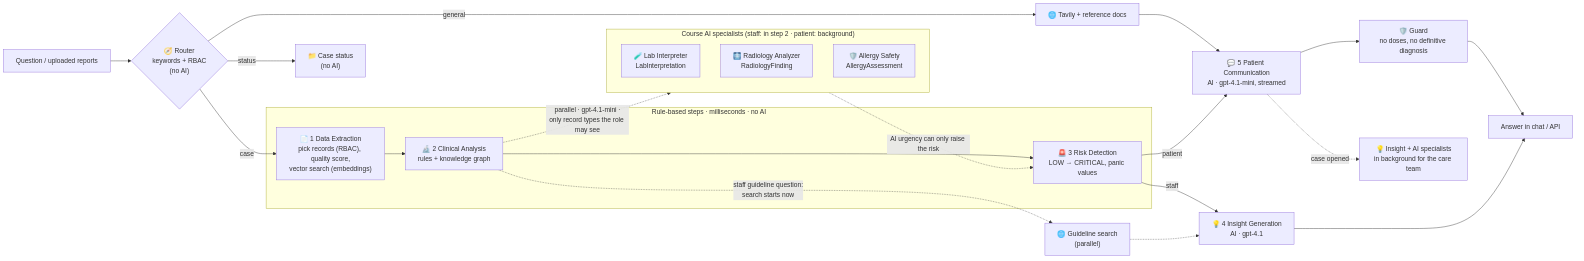 Question / uploaded reports
🧭 Router
keywords + RBAC
(no AI)
general
status
case
📁 Case status
(no AI)
🌐 Tavily + reference docs
Course AI specialists (staff: in step 2 · patient: background)
🧪 Lab Interpreter
LabInterpretation
🩻 Radiology Analyzer
RadiologyFinding
🛡️ Allergy Safety
AllergyAssessment
Rule-based steps · milliseconds · no AI
📄 1 Data Extraction
pick records (RBAC),
quality score,
vector search (embeddings)
🔬 2 Clinical Analysis
rules + knowledge graph
parallel · gpt-4.1-mini ·
only record types the role
may see
AI urgency can only raise
the risk
🚨 3 Risk Detection
LOW → CRITICAL, panic
values
staff guideline question:
search starts now
🌐 Guideline search
(parallel)
patient
staff
💬 5 Patient
Communication
AI · gpt-4.1-mini, streamed
💡 4 Insight Generation
AI · gpt-4.1
🛡️ Guard
no doses, no definitive
diagnosis
case opened
💡 Insight + AI specialists
in background for the care
team
Answer in chat / API